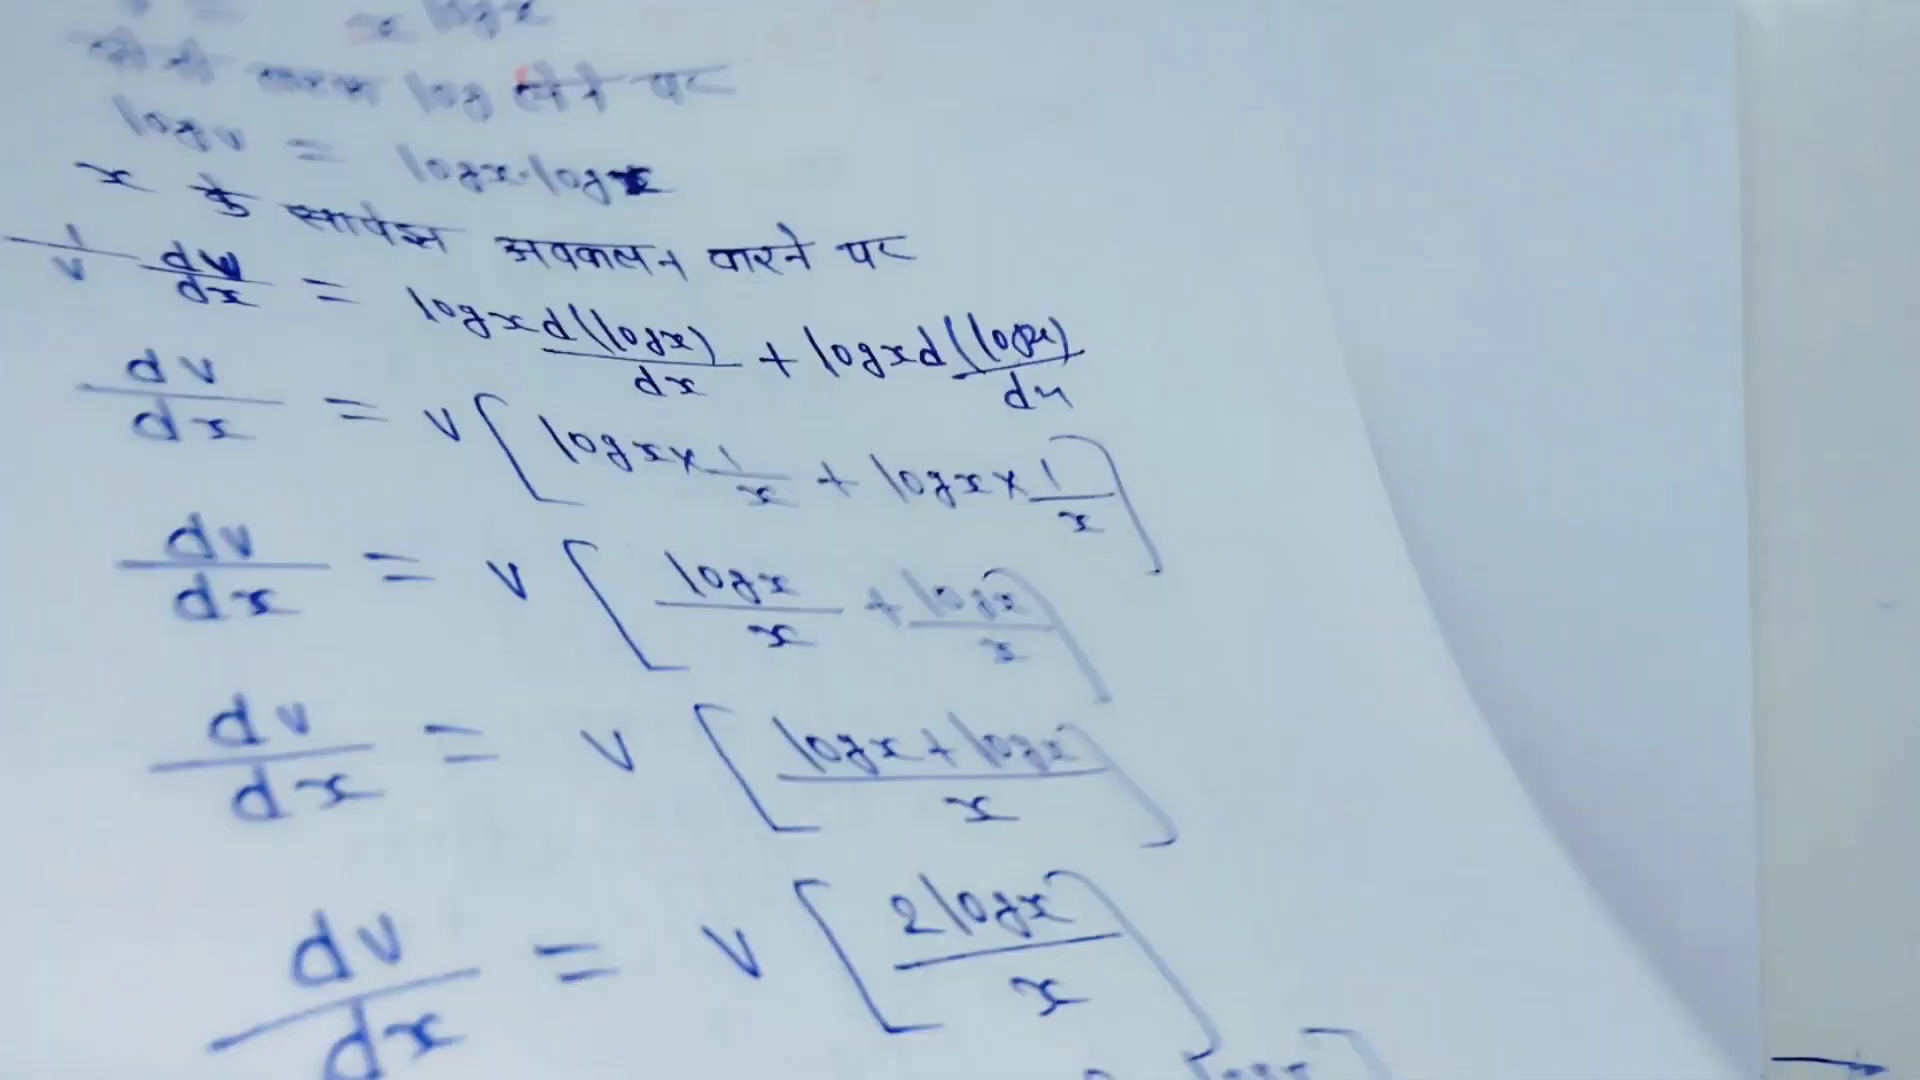 x log x
log लेने पर
log v = log x . log x
x के सापेक्ष अवकलन करने पर
1/v dv/dx = log x d(log x)/dx + log x d(log x)/dx
dv/dx = v [ log x × 1/x + log x × 1/x ]
dv/dx = v [ log x/x + log x/x ]
dv/dx = v [ (log x + log x)/x ]
dv/dx = v [ 2 log x/x ]